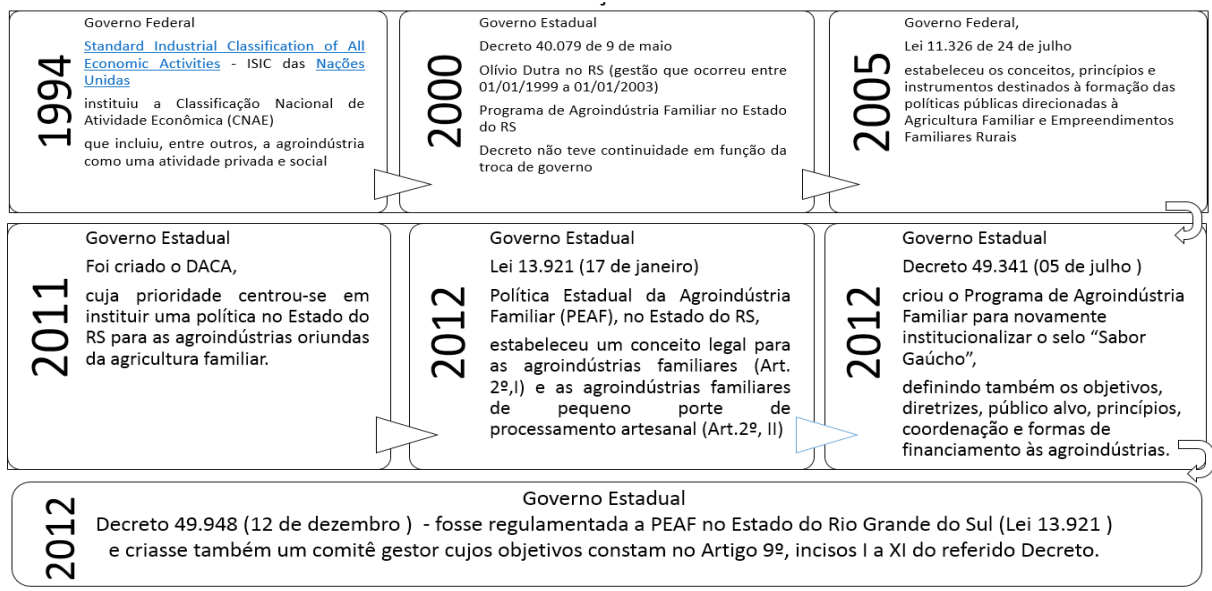 1994
Governo Federal
Standard Industrial Classification of All
Economic Activities - ISIC das Nações
Unidas
instituiu a Classificação Nacional de
Atividade Econômica (CNAE)
que incluiu, entre outros, a agroindústria
como uma atividade privada e social
2000
Governo Estadual
Decreto 40.079 de 9 de maio
Olívio Dutra no RS (gestão que ocorreu entre
01/01/1999 a 01/01/2003)
Programa de Agroindústria Familiar no Estado
do RS
Decreto não teve continuidade em função da
troca de governo
2005
Governo Federal,
Lei 11.326 de 24 de julho
estabeleceu os conceitos, princípios e
instrumentos destinados à formação das
políticas públicas direcionadas à
Agricultura Familiar e Empreendimentos
Familiares Rurais
2011
Governo Estadual
Foi criado o DACA,
cuja prioridade centrou-se em
instituir uma política no Estado do
RS para as agroindústrias oriundas
da agricultura familiar.
2012
Governo Estadual
Lei 13.921 (17 de janeiro)
Política Estadual da Agroindústria
Familiar (PEAF), no Estado do RS,
estabeleceu um conceito legal para
as agroindústrias familiares (Art.
2º,I) e as agroindústrias familiares
de pequeno porte de
processamento artesanal (Art.2º, II)
2012
Governo Estadual
Decreto 49.341 (05 de julho )
criou o Programa de Agroindústria
Familiar para novamente
institucionalizar o selo “Sabor
Gaúcho”,
definindo também os objetivos,
diretrizes, público alvo, princípios,
coordenação e formas de
financiamento às agroindústrias.
2012
Governo Estadual
Decreto 49.948 (12 de dezembro ) - fosse regulamentada a PEAF no Estado do Rio Grande do Sul (Lei 13.921 )
e criasse também um comitê gestor cujos objetivos constam no Artigo 9º, incisos I a XI do referido Decreto.